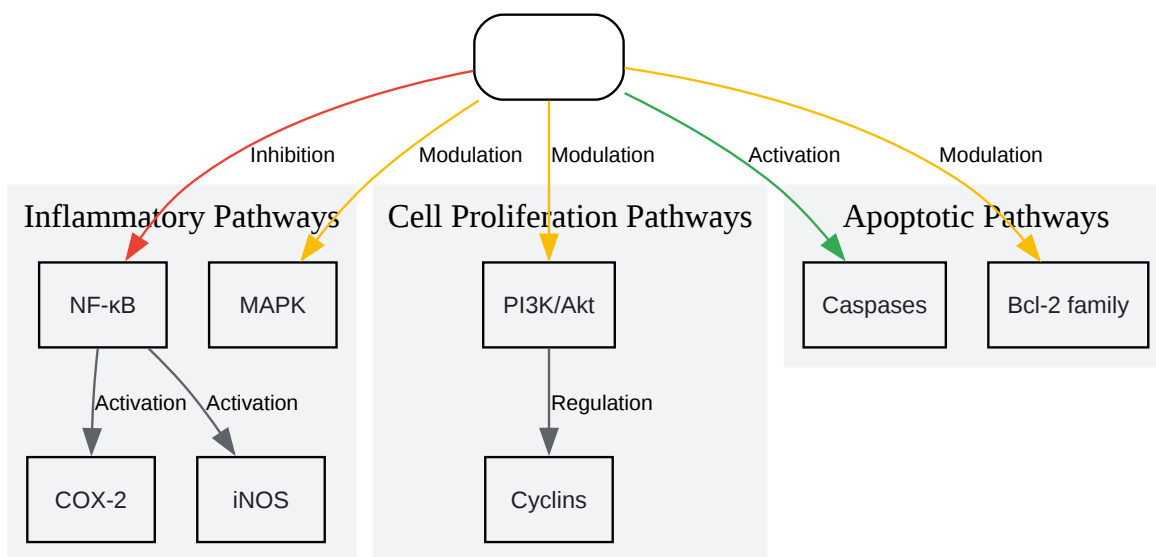 Inhibition
Modulation
Modulation
Activation
Modulation
Inflammatory Pathways
Cell Proliferation Pathways
Apoptotic Pathways
NF-κB
MAPK
PI3K/Akt
Caspases
Bcl-2 family
Activation
Activation
Regulation
COX-2
iNOS
Cyclins